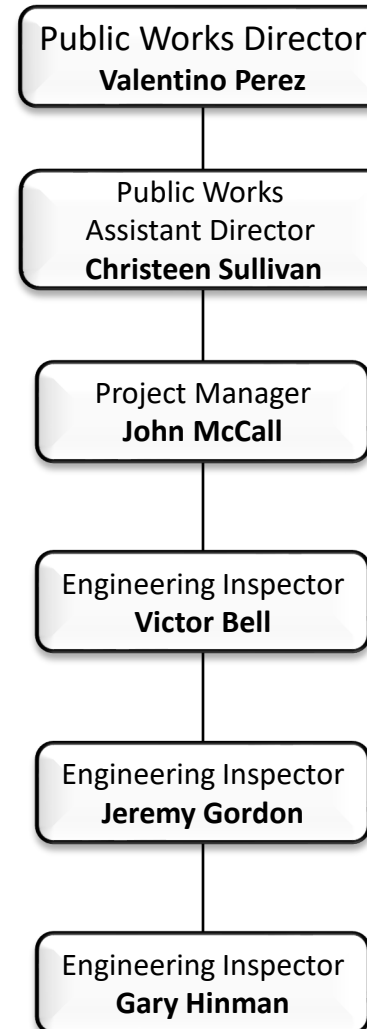 Public Works Director
Valentino Perez
Public Works
Assistant Director
Christeen Sullivan
Project Manager
John McCall
Engineering Inspector
Victor Bell
Engineering Inspector
Jeremy Gordon
Engineering Inspector
Gary Hinman